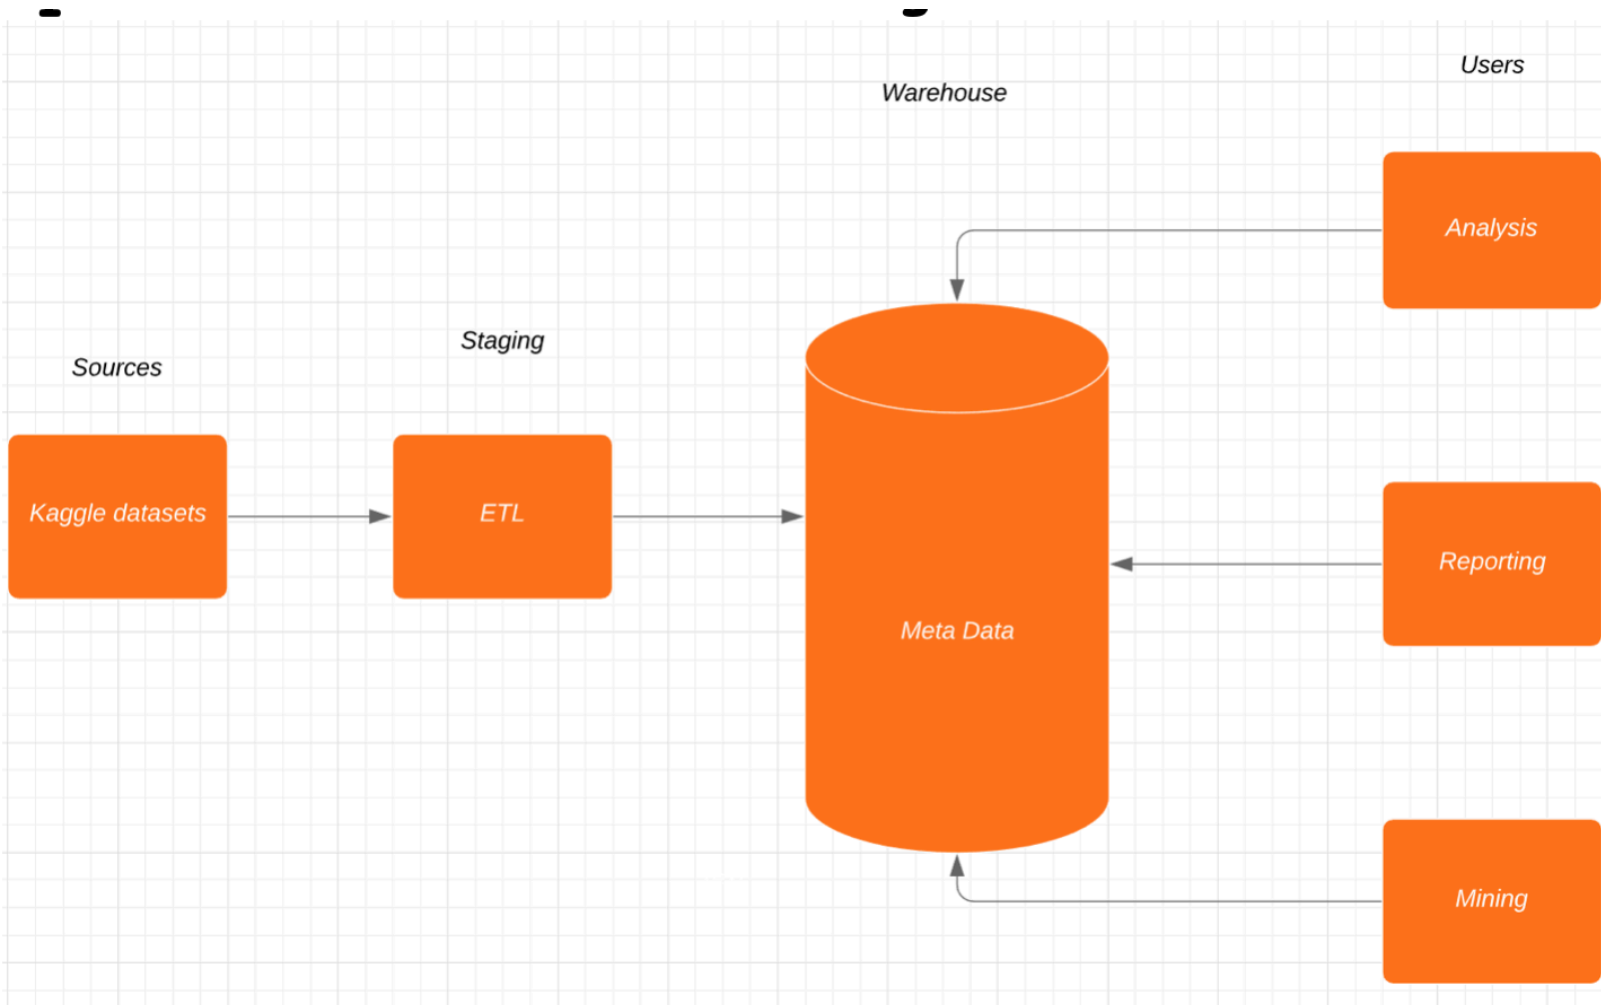 Users
Warehouse
Analysis
Staging
Sources
Kaggle datasets
ETL
Reporting
Meta Data
Mining